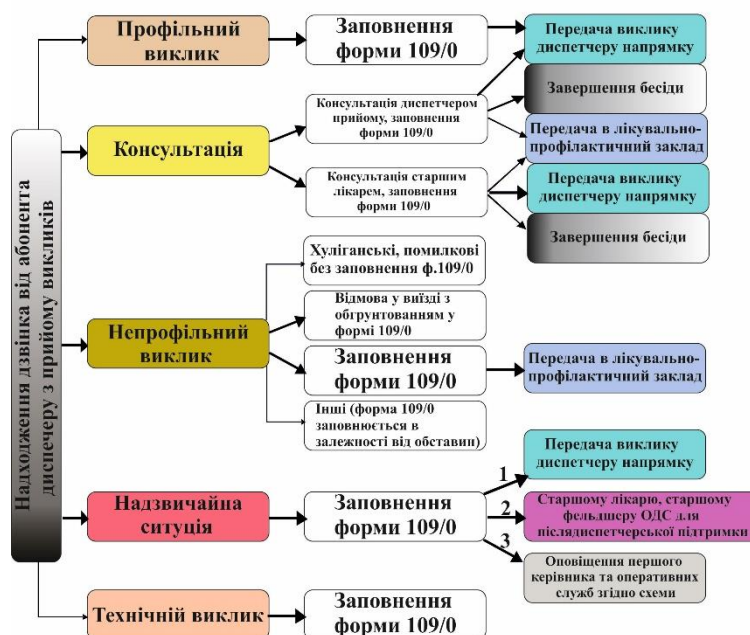 Надходження дзвінка від абонента
диспечеру з прийому викликів
Профільний
виклик
Заповнення
форми 109/0
Передача виклику
диспетчеру напрямку
Консультація
Консультація диспетчером
прийому, заповнення
форми 109/0
Завершення
бесіди
Передача в лікувально-
профілактичний заклад
Консультація старшим
лікарем, заповнення
форми 109/0
Передача виклику
диспетчеру напрямку
Завершення бесіди
Непрофільний
виклик
Хуліганські, помилкові
без заповнення ф.109/0
Відмова у виїзді з
обгрунтованням у
формі 109/0
Заповнення
форми 109/0
Передача в лікувально-
профілактичний заклад
Інші (форма 109/0
заповнюється в
залежності від обставин)
Надзвичайна
ситуція
Заповнення
форми 109/0
1
Передача виклику
диспетчеру напрямку
2
Старшому лікарю, старшому
фельдшеру ОДС для
післядиспетчерської підтримки
3
Оповіщення першого
керівника та оперативних
служб згідно схеми
Технічній виклик
Заповнення
форми 109/0